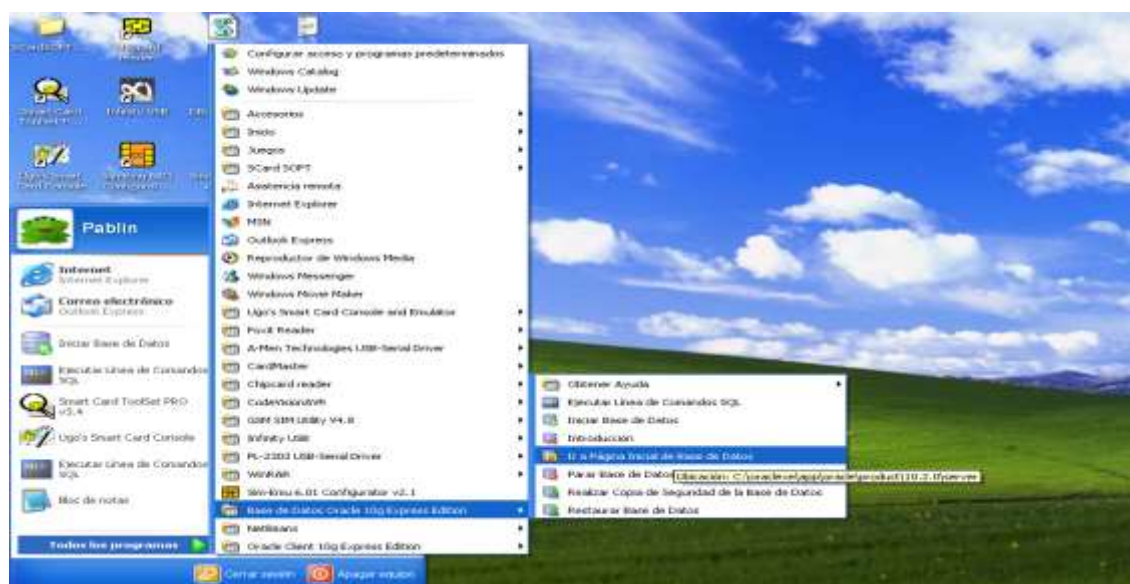 Pablin
Internet
Internet Explorer
Correo electrónico
Outlook Express
Iniciar Base de Datos
Ejecutar Línea de Comandos SQL
Smart Card ToolSet PRO v3.4
Ugo's Smart Card Console
Ejecutar Línea de Comandos SQL
Bloc de notas
Todos los programas
Configurar acceso y programas predeterminados
Windows Catalog
Windows Update
Accesorios
Inicio
Juegos
SCard SOFT
Asistencia remota
Internet Explorer
MSN
Outlook Express
Reproductor de Windows Media
Windows Messenger
Windows Movie Maker
Ugo's Smart Card Console and Emulator
Foxit Reader
A-Men Technologies USB-Serial Driver
CardMaster
Chipcard reader
CodeVisionAVR
GSM SIM Utility V4.8
Infinity USB
PL-2303 USB-Serial Driver
WinRAR
Sim-Emu 6.01 Configurator v2.1
Base de Datos Oracle 10g Express Edition
NetBeans
Oracle Client 10g Express Edition
Obtener Ayuda
Ejecutar Línea de Comandos SQL
Iniciar Base de Datos
Introducción
Ir a Página Inicial de Base de Datos
Parar Base de Datos
Realizar Copia de Seguridad de la Base de Datos
Restaurar Base de Datos
Cerrar sesión
Apagar equipo